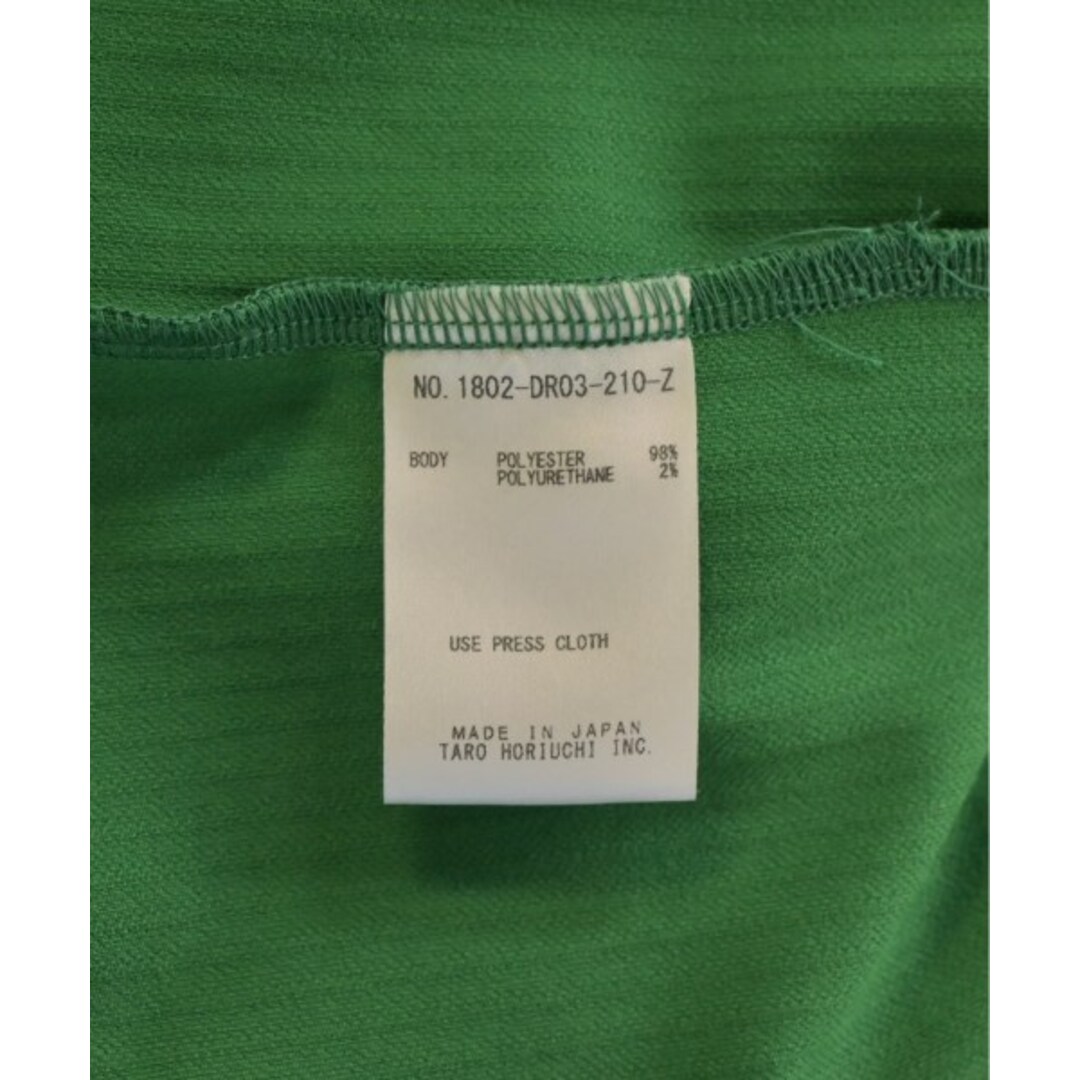 NO. 1802-DR03-210-Z
BODY POLYESTER 98%
POLYURETHANE 2%
USE PRESS CLOTH
MADE IN JAPAN
TARO HORIUCHI INC.